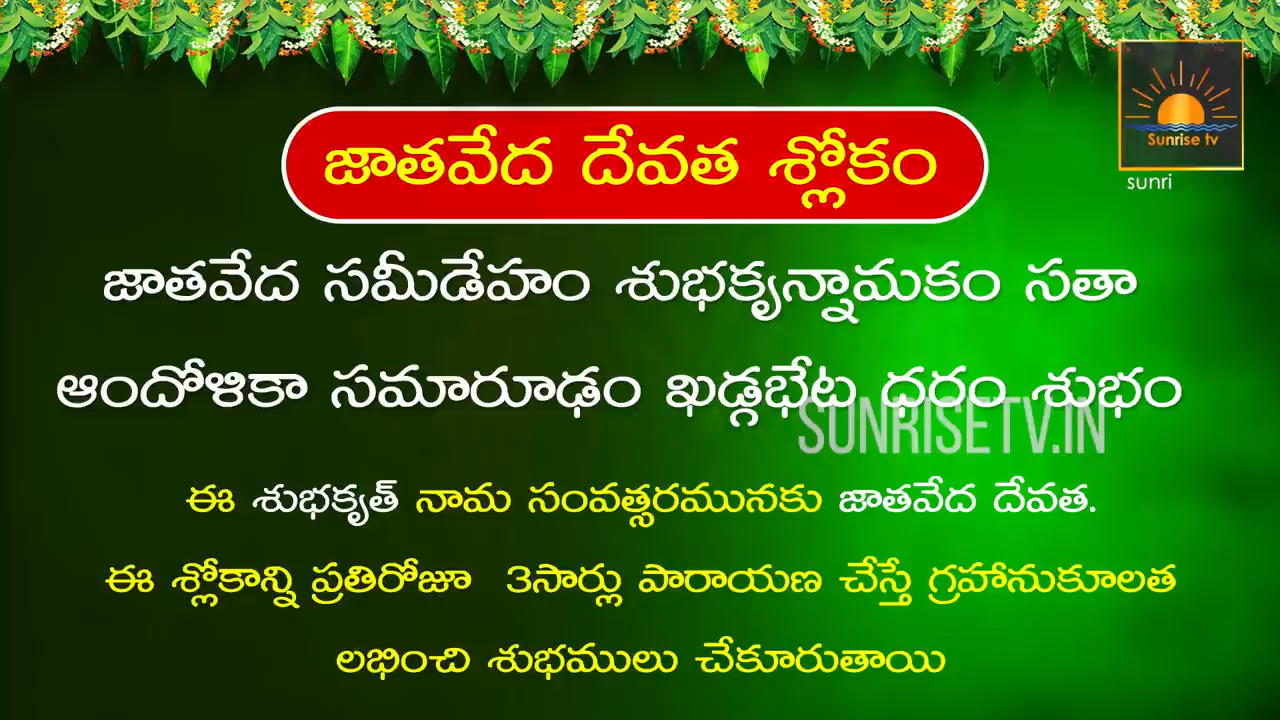 Sunrise tv
sunri
జాతవేద దేవత శ్లోకం
జాతవేద సమీడేహం శుభకృన్నామకం సతా
ఆందోళికా సమారూఢం ఖడ్గభేట ధరం శుభం
SUNRISETV.IN
ఈ శుభకృత్ నామ సంవత్సరమునకు జాతవేద దేవత.
ఈ శ్లోకాన్ని ప్రతిరోజూ 3సార్లు పారాయణ చేస్తే గ్రహానుకూలత
లభించి శుభములు చేకూరుతాయి